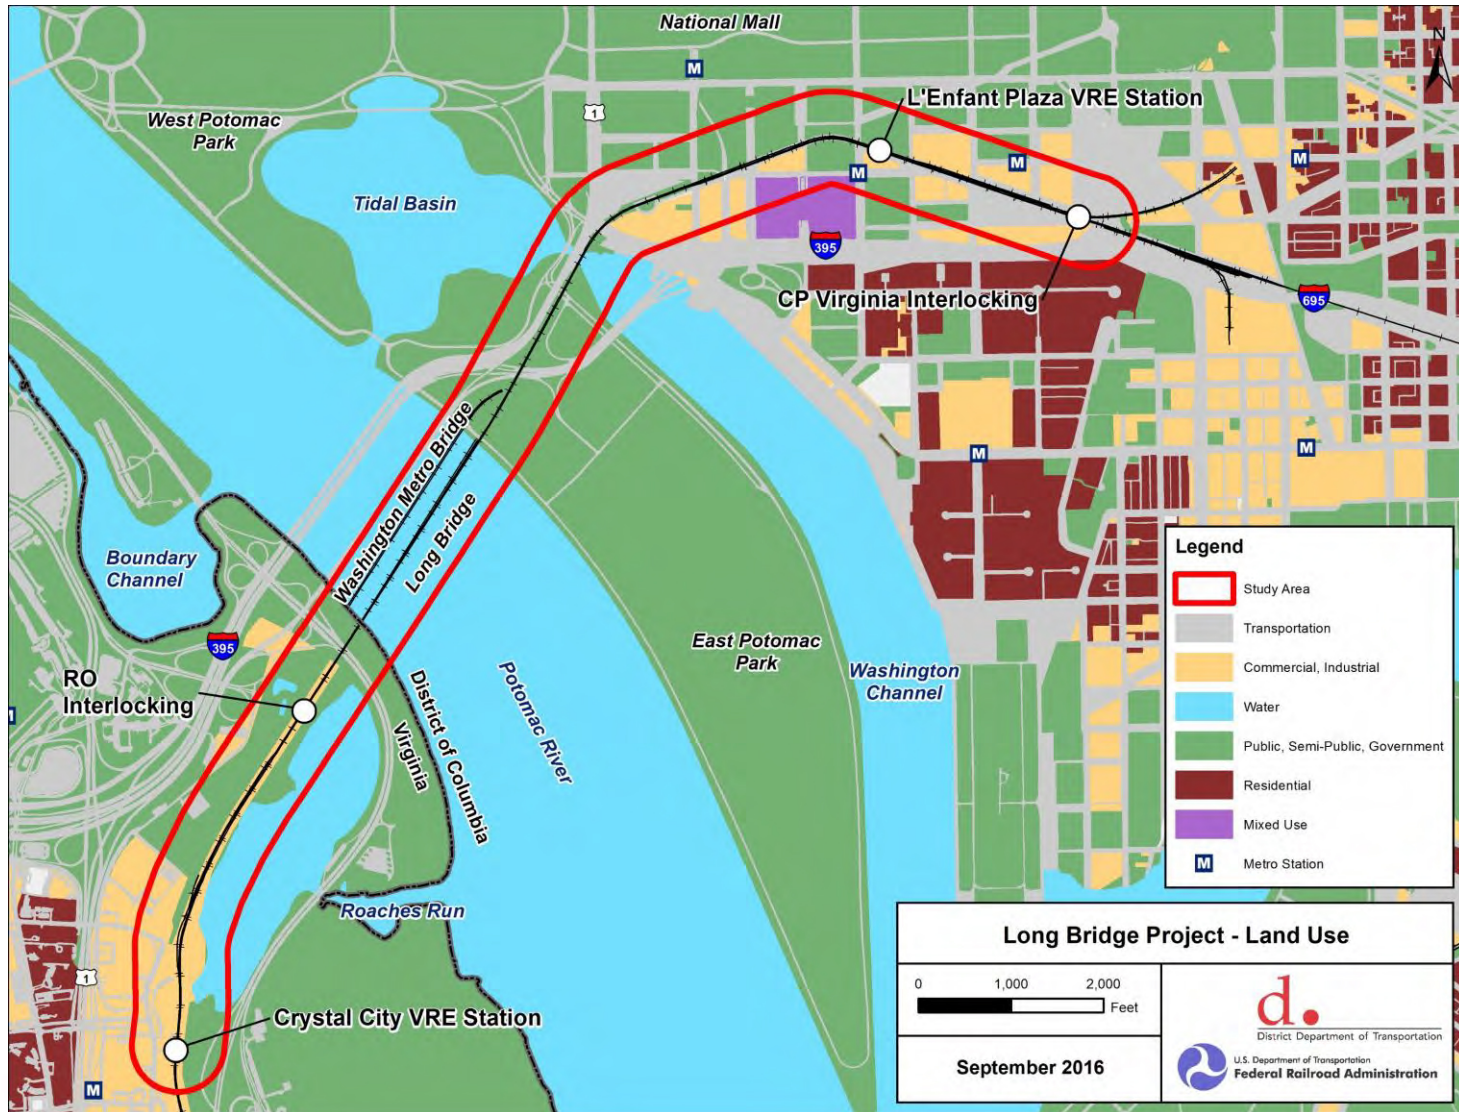 National Mall
N
M
L'Enfant Plaza VRE Station
1
West Potomac
Park
M
M
M
Tidal Basin
395
CP Virginia Interlocking
695
Washington Metro Bridge
Long Bridge
M
M
Boundary
Channel
395
East Potomac
Park
Washington
Channel
RO
Interlocking
Potomac River
District of Columbia
Virginia
M
Roaches Run
1
Crystal City VRE Station
M
Legend
Study Area
Transportation
Commercial, Industrial
Water
Public, Semi-Public, Government
Residential
Mixed Use
M Metro Station
Long Bridge Project - Land Use
0 1,000 2,000
Feet
September 2016
d.
District Department of Transportation
U.S. Department of Transportation
Federal Railroad Administration